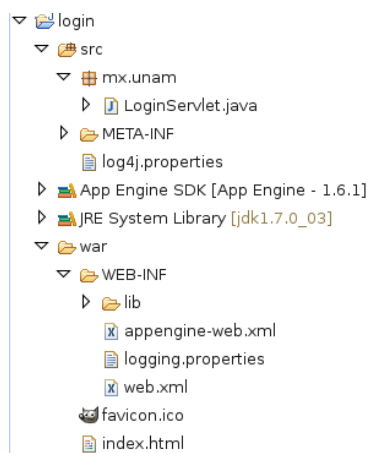 login
src
mx.unam
LoginServlet.java
META-INF
log4j.properties
App Engine SDK [App Engine - 1.6.1]
JRE System Library [jdk1.7.0_03]
war
WEB-INF
lib
appengine-web.xml
logging.properties
web.xml
favicon.ico
index.html